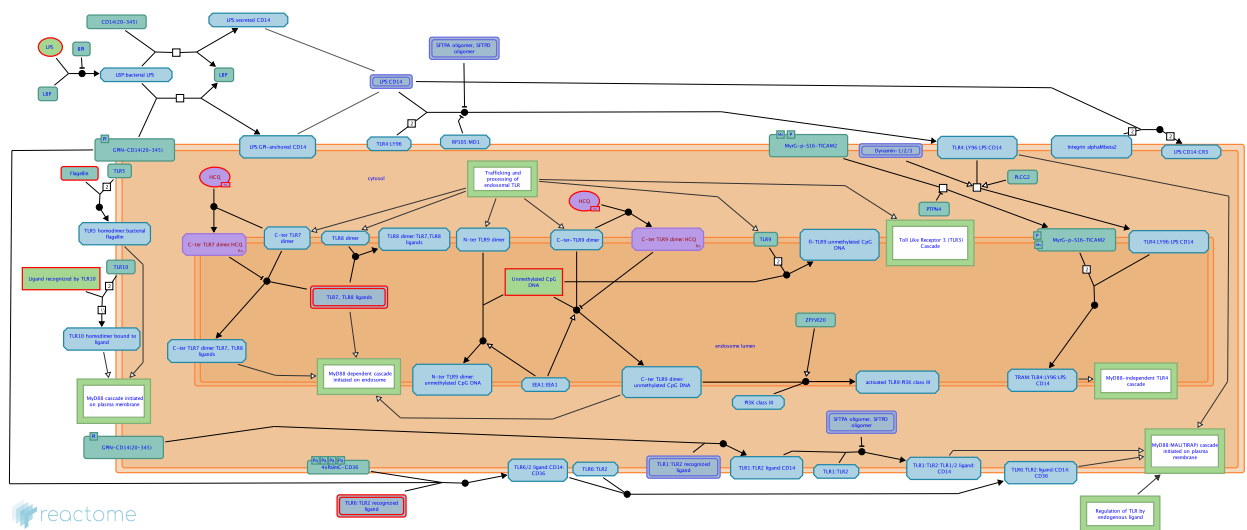 CD14(20-345)
LPS:secreted CD14
LPS
BPI
LBP
LBP:bacterial LPS
LBP
SFTPA oligomer, SFTPD
oligomer
LPS:CD14
GPIN-CD14(20-345)
LPS:GPI-anchored CD14
TLR4:LY96
RP105:MD1
MyrG-p-S16-TICAM2
Dynamin-1/2/3
TLR4:LY96:LPS:CD14
Integrin alphaMbeta2
LPS:CD14:CR3
Flagellin
TLR5
TLR5 homodimer:bacterial
flagellin
HCQ
cytosol
Trafficking and
processing of
endosomal TLR
HCQ
PLCG2
PTPN4
C-ter TLR7 dimer:HCQ
C-ter TLR7
dimer
TLR8 dimer
TLR8 dimer:TLR7,TLR8
ligands
N-ter TLR9 dimer
C-ter-TLR9 dimer
C-ter TLR9 dimer:HCQ
TLR9
fl-TLR9:unmethylated CpG
DNA
Toll Like Receptor 3 (TLR3)
Cascade
MyrG-p-S16-TICAM2
TLR4:LY96:LPS:CD14
Ligand recognized by TLR10
TLR10
TLR10 homodimer bound to
ligand
TLR7, TLR8 ligands
Unmethylated CpG
DNA
ZFYVE20
endosome lumen
C-ter TLR7 dimer:TLR7, TLR8
ligands
MyD88 dependent cascade
initiated on endosome
N-ter TLR9 dimer:
unmethylated CpG DNA
EEA1:EEA1
C-ter TLR9 dimer:
unmethylated CpG DNA
PI3K class III
activated TLR9:PI3K class III
TRAM:TLR4:LY96:LPS:
CD14
MyD88-independent TLR4
cascade
MyD88 cascade initiated
on plasma membrane
GPIN-CD14(20-345)
SFTPA oligomer, SFTPD
oligomer
4xPalmC-CD36
TLR6/2 ligand:CD14:
CD36
TLR6:TLR2
TLR1:TLR2 recognized
ligand
TLR1:TLR2 ligand:CD14
TLR1:TLR2
TLR1:TLR2:TLR1/2 ligand:
CD14
TLR6:TLR2:ligand:CD14:
CD36
MyD88:MAL(TIRAP) cascade
initiated on plasma
membrane
TLR6:TLR2 recognized
ligand
Regulation of TLR by
endogenous ligand
reactome